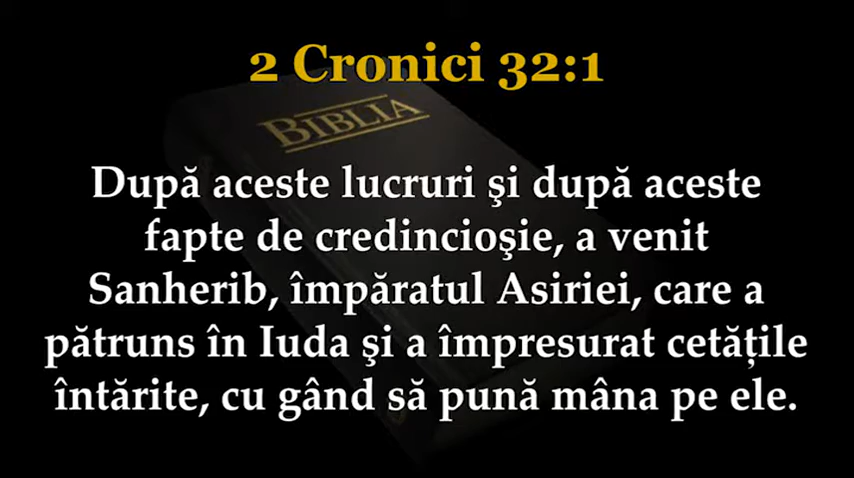 2 Cronici 32:1
BIBLIA
După aceste lucruri şi după aceste
fapte de credincioşie, a venit
Sanherib, împăratul Asiriei, care a
pătruns în Iuda şi a împresurat cetățile
întărite, cu gând să pună mâna pe ele.